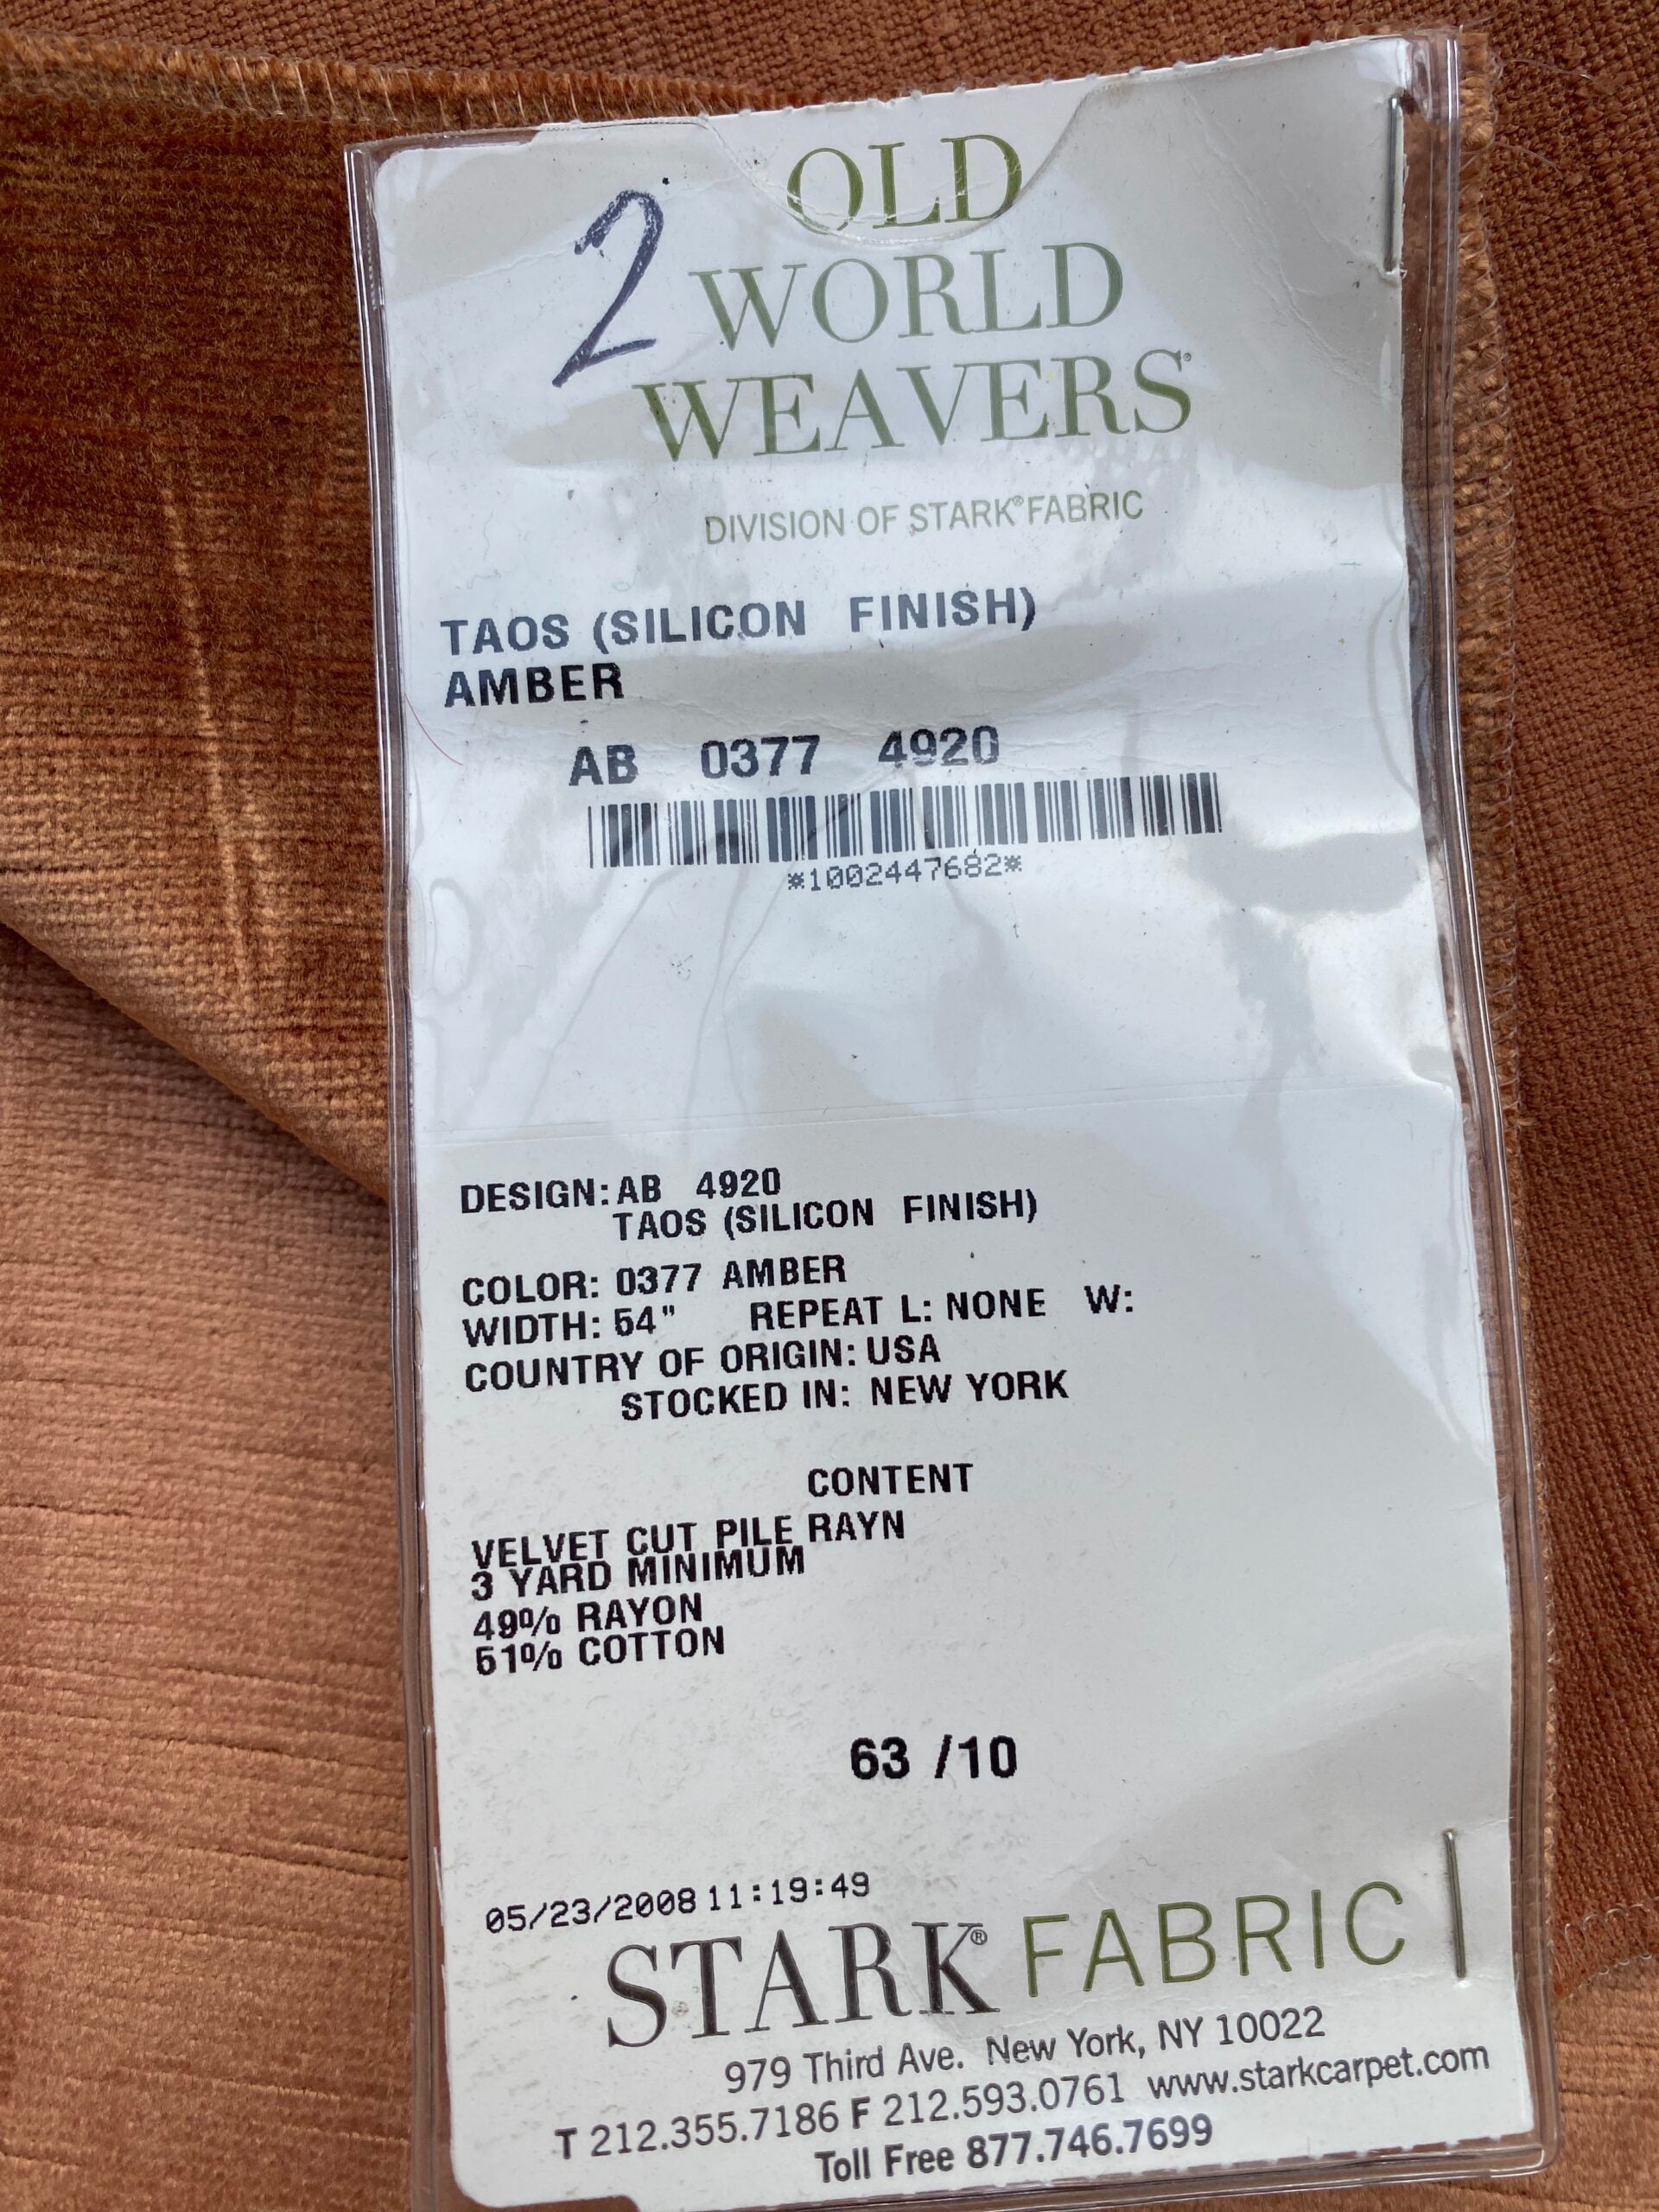 2
OLD
WORLD
WEAVERS®
DIVISION OF STARK® FABRIC
TAOS (SILICON FINISH)
AMBER
AB 0377 4920
*1002447682*
DESIGN: AB 4920
TAOS (SILICON FINISH)
COLOR: 0377 AMBER
WIDTH: 54" REPEAT L: NONE W:
COUNTRY OF ORIGIN: USA
STOCKED IN: NEW YORK
CONTENT
VELVET CUT PILE RAYN
3 YARD MINIMUM
49% RAYON
51% COTTON
63 /10
05/23/2008 11:19:49
STARK® FABRIC
979 Third Ave. New York, NY 10022
T 212.355.7186 F 212.593.0761 www.starkcarpet.com
Toll Free 877.746.7699